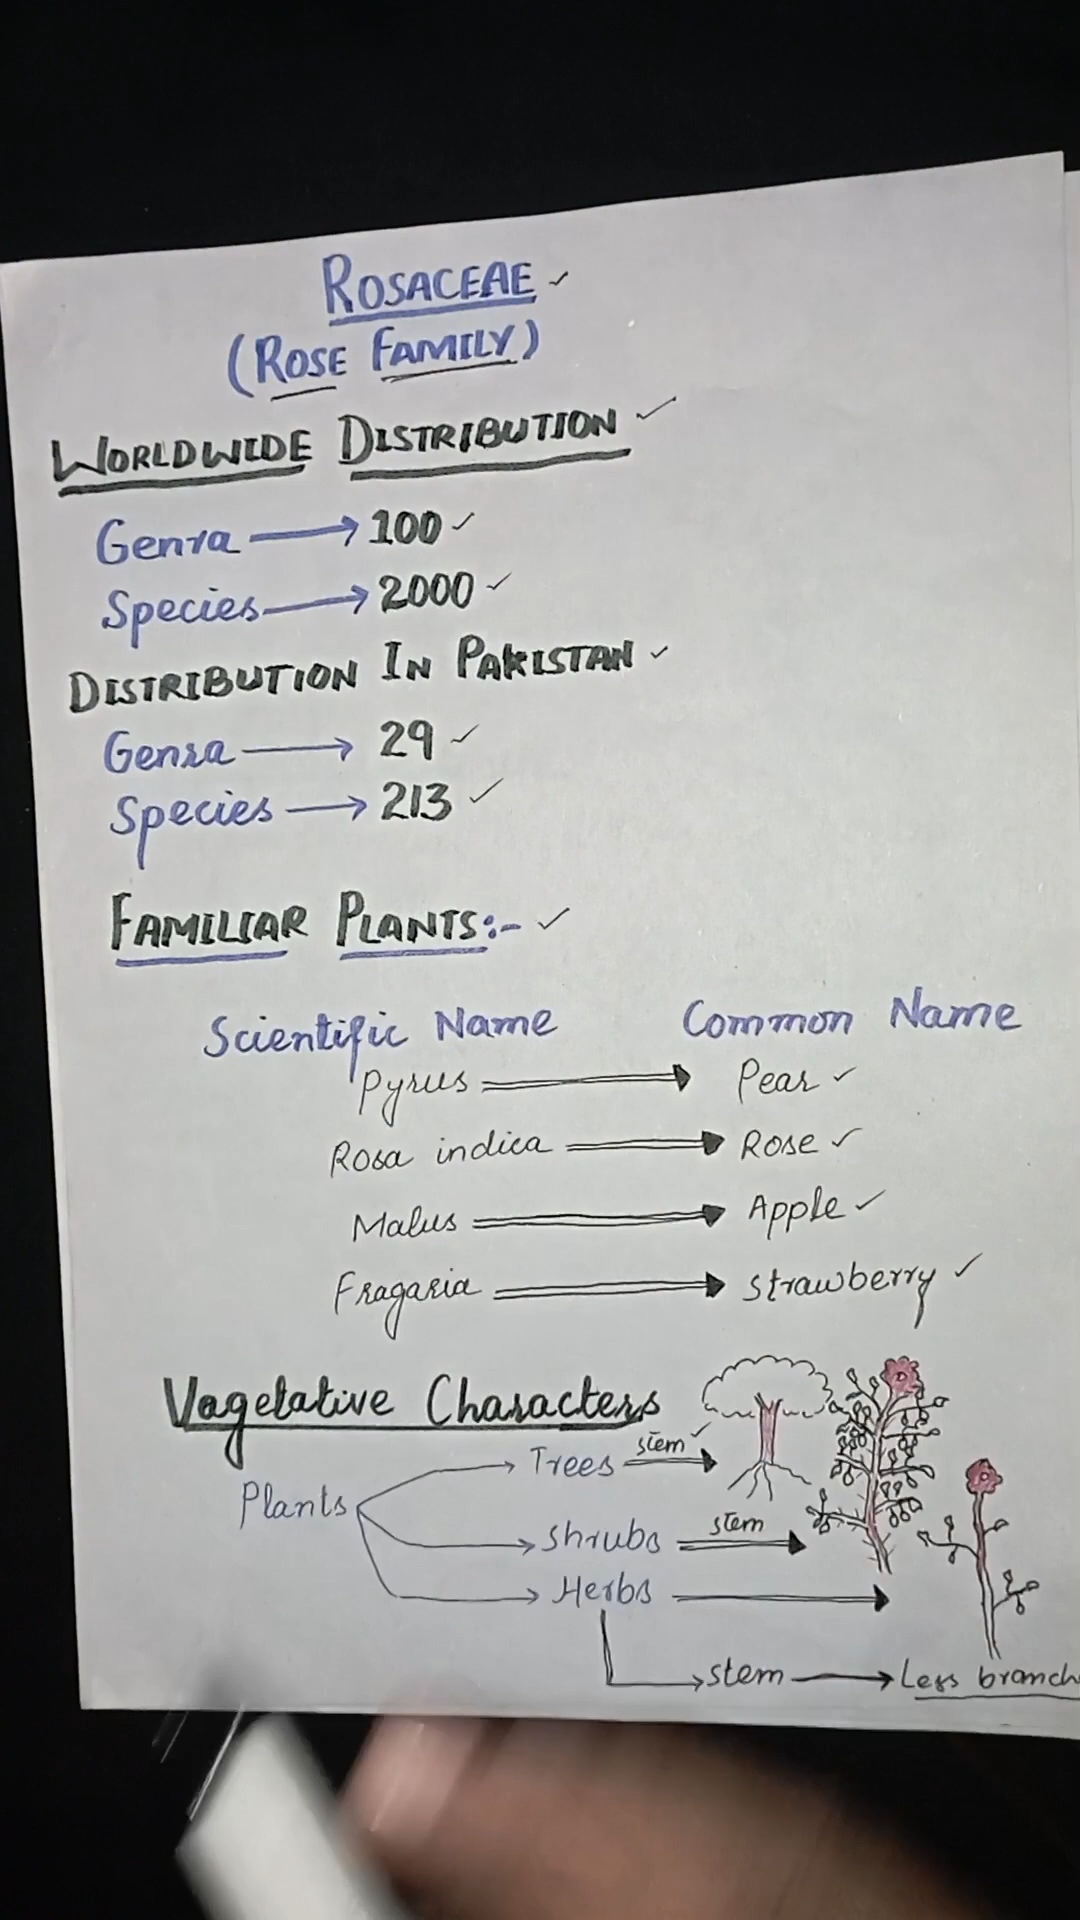 ROSACEAE
(ROSE FAMILY)
WORLDWIDE DISTRIBUTION
Genra → 100
Species → 2000
DISTRIBUTION IN PAKISTAN
Genra → 29
Species → 213
FAMILIAR PLANTS:-
Scientific Name Common Name
Pyrus → Pear
Rosa indica → Rose
Malus → Apple
Fragaria → Strawberry
Vagetative Characters
Plants → Trees stem →
→ Shrubs stem →
→ Herbs →
→ stem → Less branch